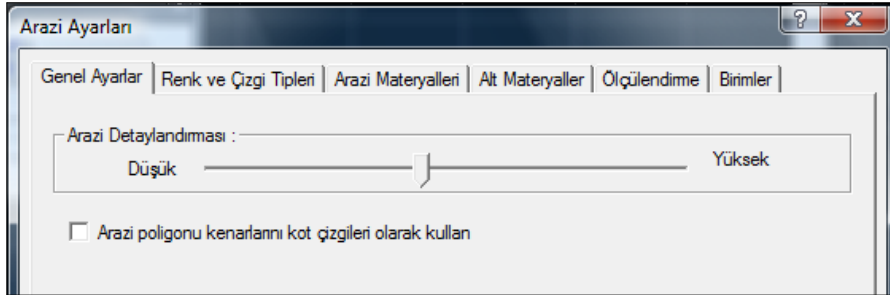 Arazi Ayarları
Genel Ayarlar Renk ve Çizgi Tipleri Arazi Materyalleri Alt Materyaller Ölçülendirme Birimler
Arazi Detaylandırması :
Düşük Yüksek
Arazi poligonu kenarlarını kot çizgileri olarak kullan